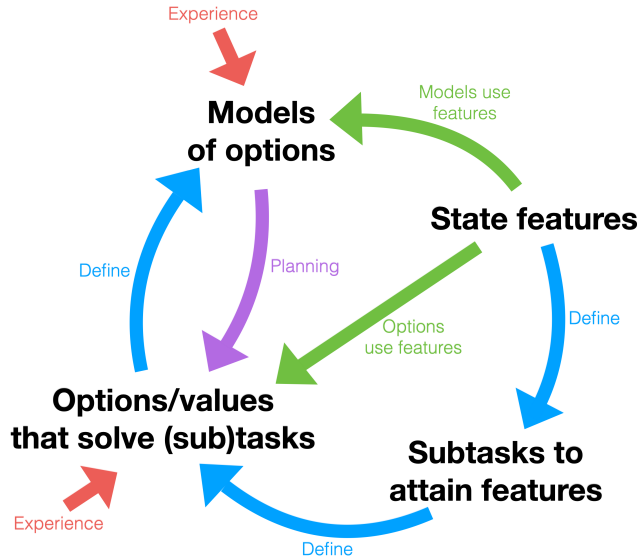 Experience
Models
of options
Models use
features
State features
Define
Planning
Define
Options
use features
Options/values
that solve (sub)tasks
Subtasks to
attain features
Experience
Define